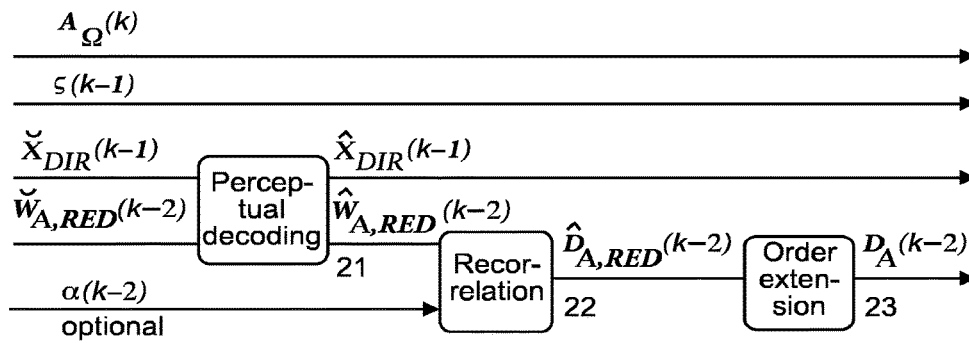 A_Ω(k)
ς(k–1)
X̆_DIR(k–1)
X̂_DIR(k–1)
Percep-
tual
decoding
W̆_A,RED(k–2)
Ŵ_A,RED(k–2)
21
D̂_A,RED(k–2)
D_A(k–2)
Recor-
relation
22
Order
exten-
sion
23
α(k–2)
optional